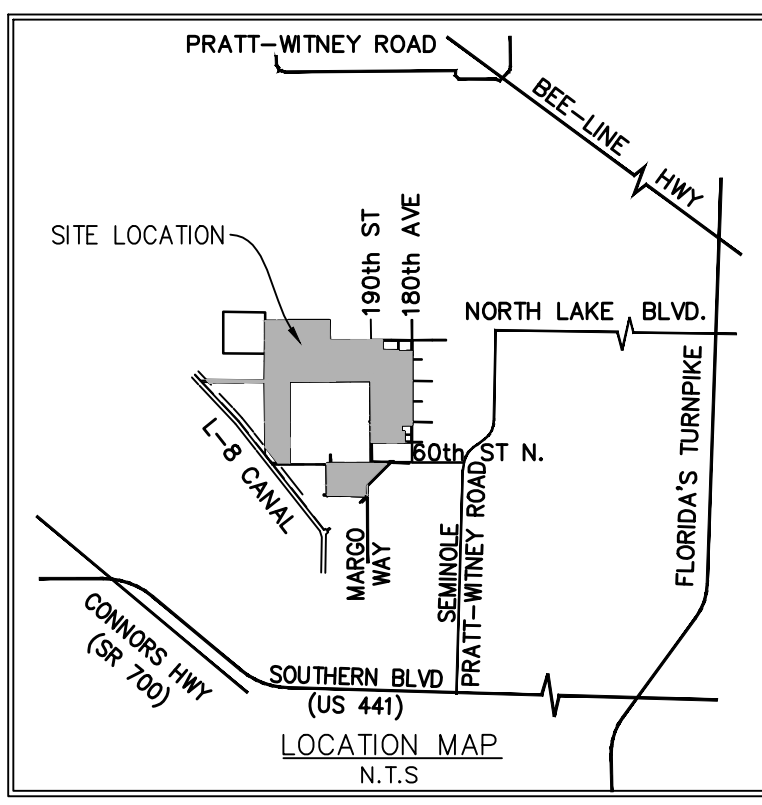 PRATT-WITNEY ROAD
BEE-LINE
HWY
SITE LOCATION
190th ST
180th AVE
NORTH LAKE BLVD.
FLORIDA'S TURNPIKE
L-8 CANAL
60th ST N.
MARGO
WAY
SEMINOLE
PRATT-WITNEY ROAD
CONNORS HWY
(SR 700)
SOUTHERN BLVD
(US 441)
LOCATION MAP
N.T.S